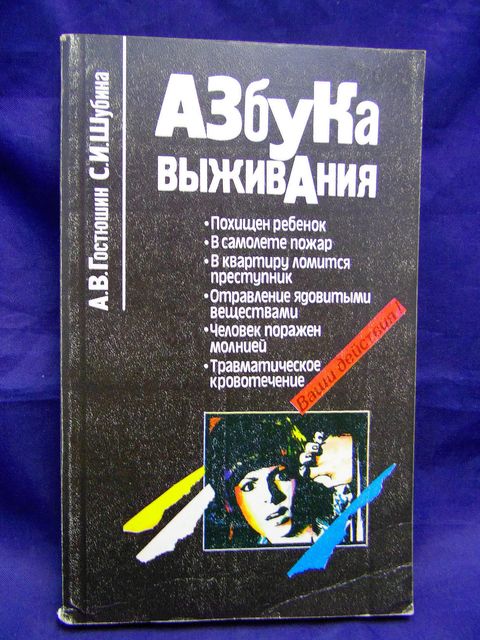 А.В.Гостюшин С.И.Шубина
АЗбуКа
ВЫЖИВАНИЯ
•Похищен ребенок
•В самолете пожар
•В квартиру ломится
преступник
•Отравление ядовитыми
веществами
•Человек поражен
молнией
•Травматическое
кровотечение
Ваши действия!